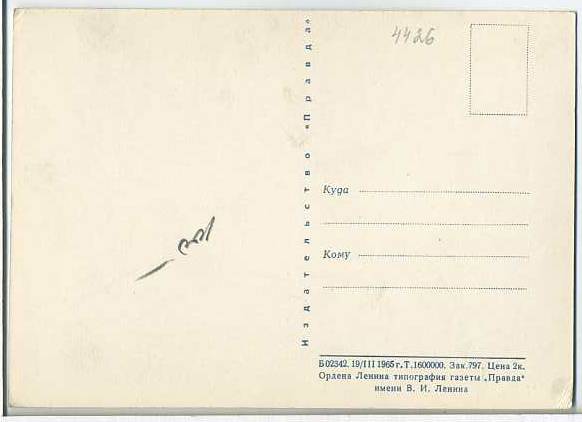 4426
Издательство «Правда»
Куда
Кому
Б02342. 19/III 1965 г. Т. 1600000. Зак. 797. Цена 2к.
Ордена Ленина типография газеты „Правда“
имени В. И. Ленина